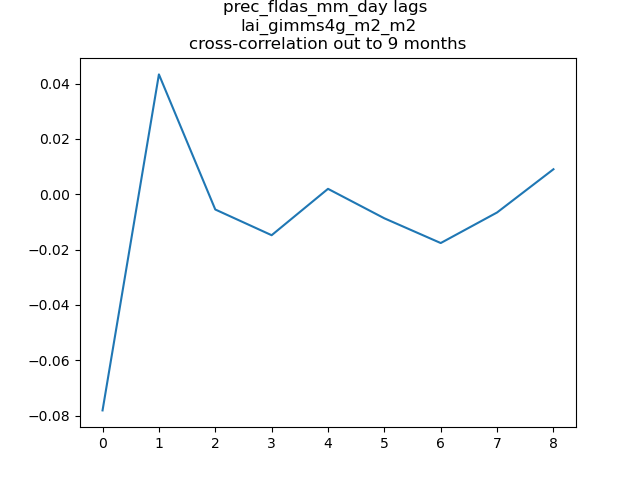 prec_fldas_mm_day lags
lai_gimms4g_m2_m2
cross-correlation out to 9 months
0.04
0.02
0.00
−0.02
−0.04
−0.06
−0.08
0 1 2 3 4 5 6 7 8